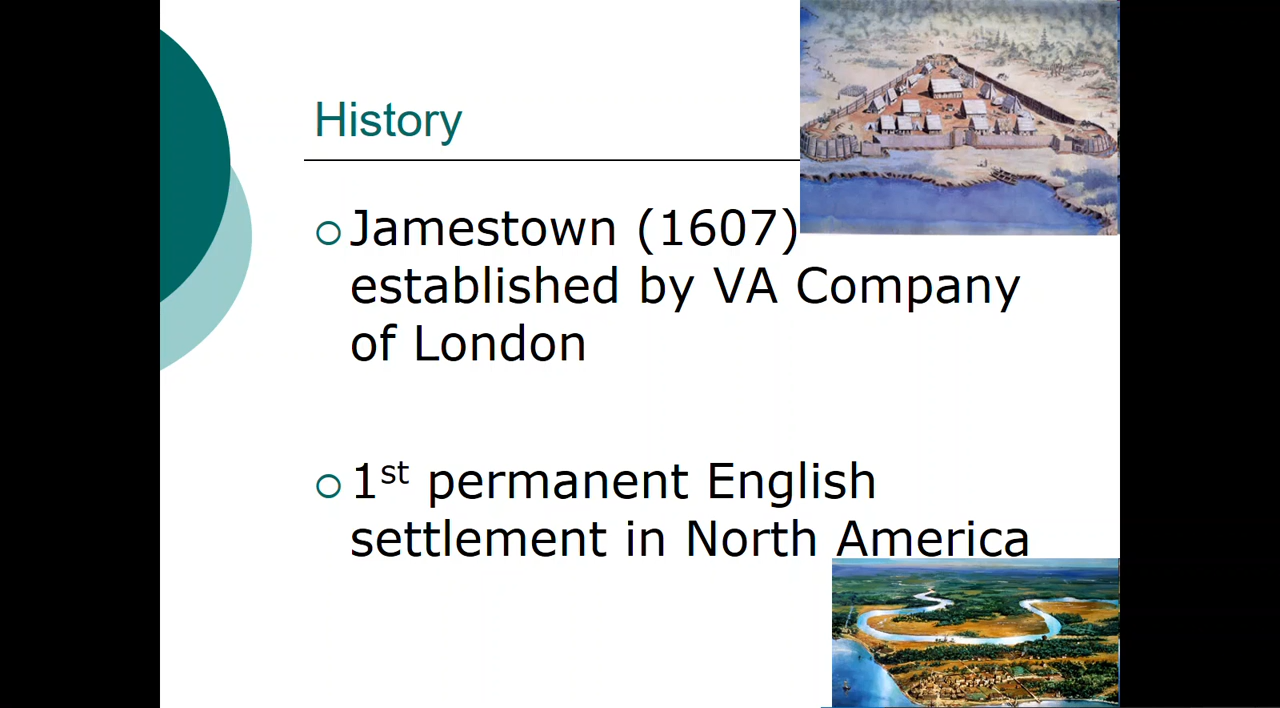 History
Jamestown (1607)
established by VA Company
of London
1st permanent English
settlement in North America